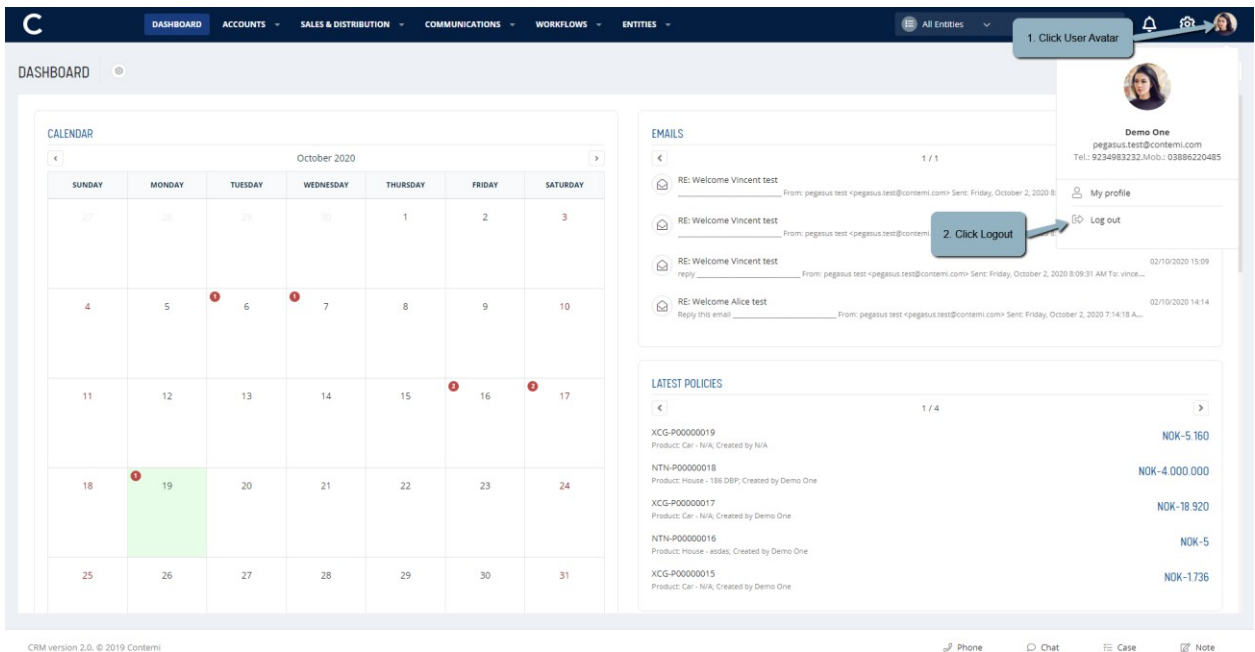 C
DASHBOARD ACCOUNTS SALES & DISTRIBUTION COMMUNICATIONS WORKFLOWS ENTITIES All Entities
1. Click User Avatar
DASHBOARD
Demo One
pegasus.test@contemi.com
Tel.: 9234983232.Mob.: 03886220485
My profile
Log out
2. Click Logout
CALENDAR
< October 2020 >
SUNDAY MONDAY TUESDAY WEDNESDAY THURSDAY FRIDAY SATURDAY
27 28 29 30 1 2 3
4 5 1 6 1 7 8 9 10
11 12 13 14 15 2 16 2 17
18 1 19 20 21 22 23 24
25 26 27 28 29 30 31
EMAILS
< 1 / 1
RE: Welcome Vincent test
From: pegasus test <pegasus.test@contemi.com> Sent: Friday, October 2, 2020 8:
RE: Welcome Vincent test
From: pegasus test <pegasus.test@contemi.
RE: Welcome Vincent test 02/10/2020 15:09
reply ____________________ From: pegasus test <pegasus.test@contemi.com> Sent: Friday, October 2, 2020 8:09:31 AM To: vince...
RE: Welcome Alice test 02/10/2020 14:14
Reply this email ____________________ From: pegasus test <pegasus.test@contemi.com> Sent: Friday, October 2, 2020 7:14:18 A...
LATEST POLICIES
< 1 / 4 >
XCG-P00000019 NOK-5.160
Product: Car - N/A; Created by N/A
NTN-P00000018 NOK-4.000.000
Product: House - 186 DBP; Created by Demo One
XCG-P00000017 NOK-18.920
Product: Car - N/A; Created by Demo One
NTN-P00000016 NOK-5
Product: House - asdas; Created by Demo One
XCG-P00000015 NOK-1.736
Product: Car - N/A; Created by Demo One
CRM version 2.0. © 2019 Contemi Phone Chat Case Note